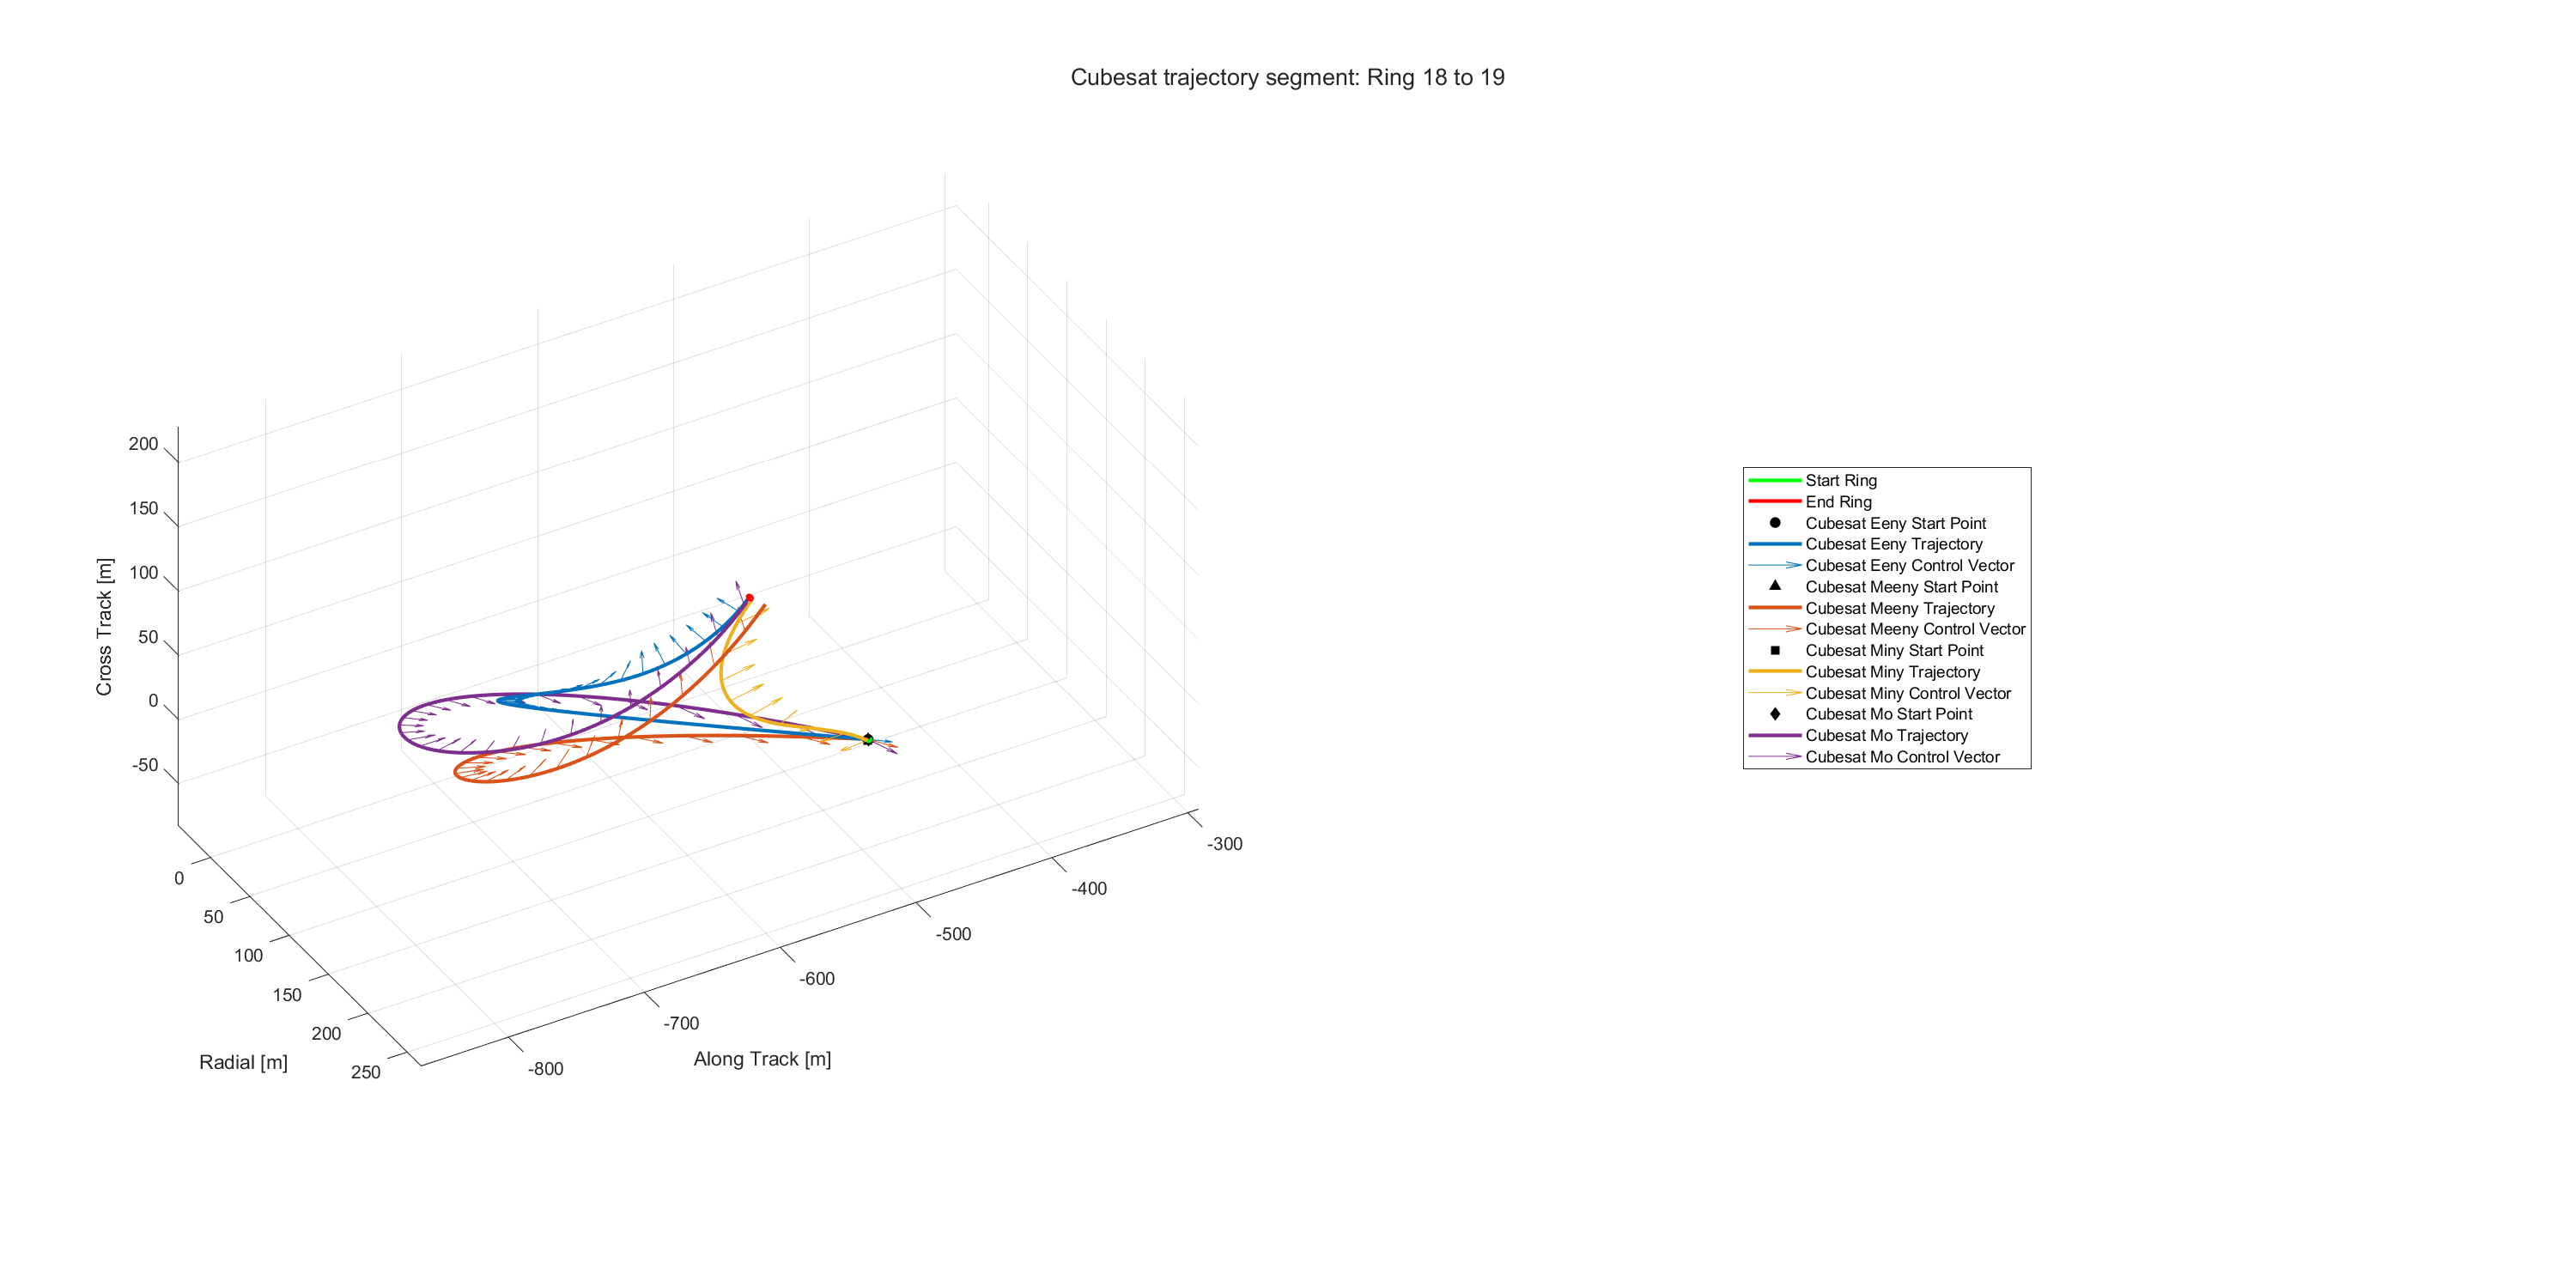 Cubesat trajectory segment: Ring 18 to 19
200
150
100
50
0
-50
Cross Track [m]
0
50
100
150
200
250
Radial [m]
-800
-700
-600
-500
-400
-300
Along Track [m]
Start Ring
End Ring
Cubesat Eeny Start Point
Cubesat Eeny Trajectory
Cubesat Eeny Control Vector
Cubesat Meeny Start Point
Cubesat Meeny Trajectory
Cubesat Meeny Control Vector
Cubesat Miny Start Point
Cubesat Miny Trajectory
Cubesat Miny Control Vector
Cubesat Mo Start Point
Cubesat Mo Trajectory
Cubesat Mo Control Vector